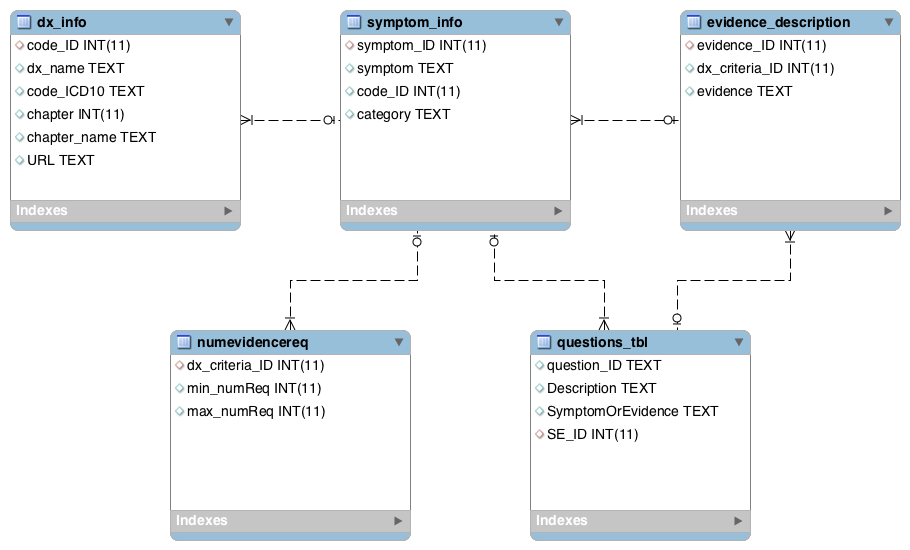 dx_info
code_ID INT(11)
dx_name TEXT
code_ICD10 TEXT
chapter INT(11)
chapter_name TEXT
URL TEXT
Indexes
symptom_info
symptom_ID INT(11)
symptom TEXT
code_ID INT(11)
category TEXT
Indexes
evidence_description
evidence_ID INT(11)
dx_criteria_ID INT(11)
evidence TEXT
Indexes
numevidencereq
dx_criteria_ID INT(11)
min_numReq INT(11)
max_numReq INT(11)
Indexes
questions_tbl
question_ID TEXT
Description TEXT
SymptomOrEvidence TEXT
SE_ID INT(11)
Indexes